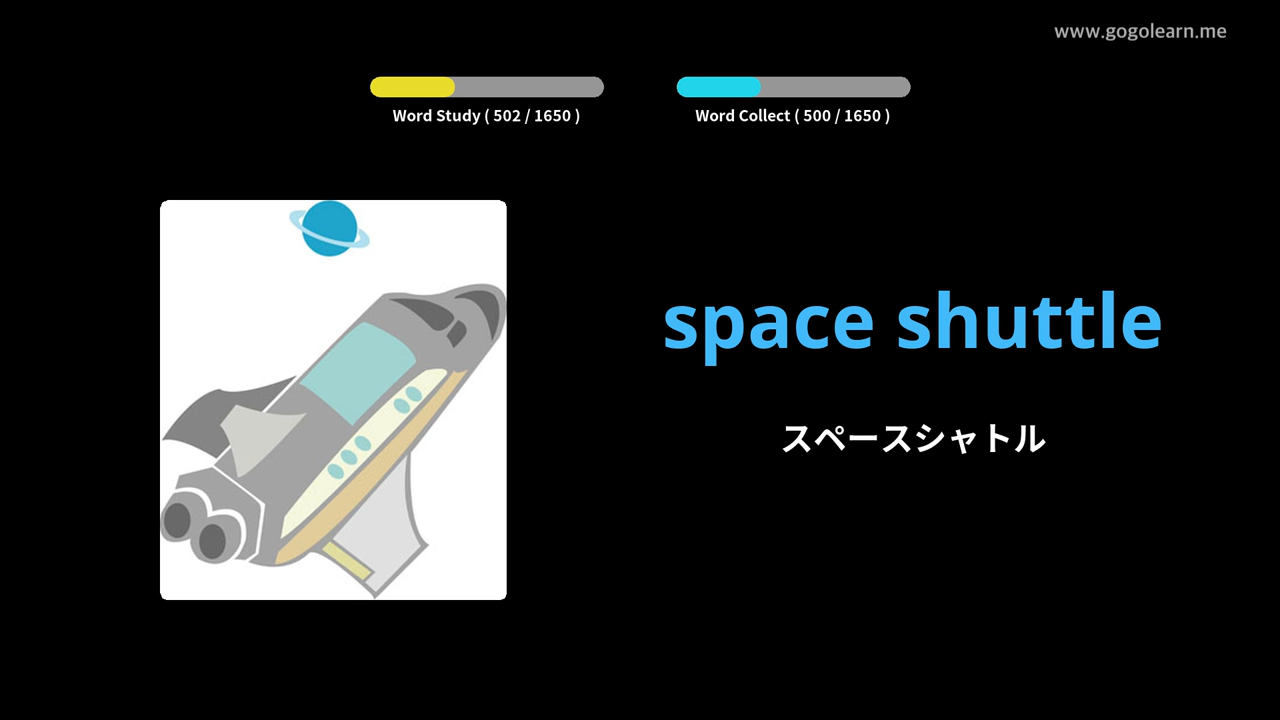 www.gogolearn.me
Word Study ( 502 / 1650 )
Word Collect ( 500 / 1650 )
space shuttle
スペースシャトル